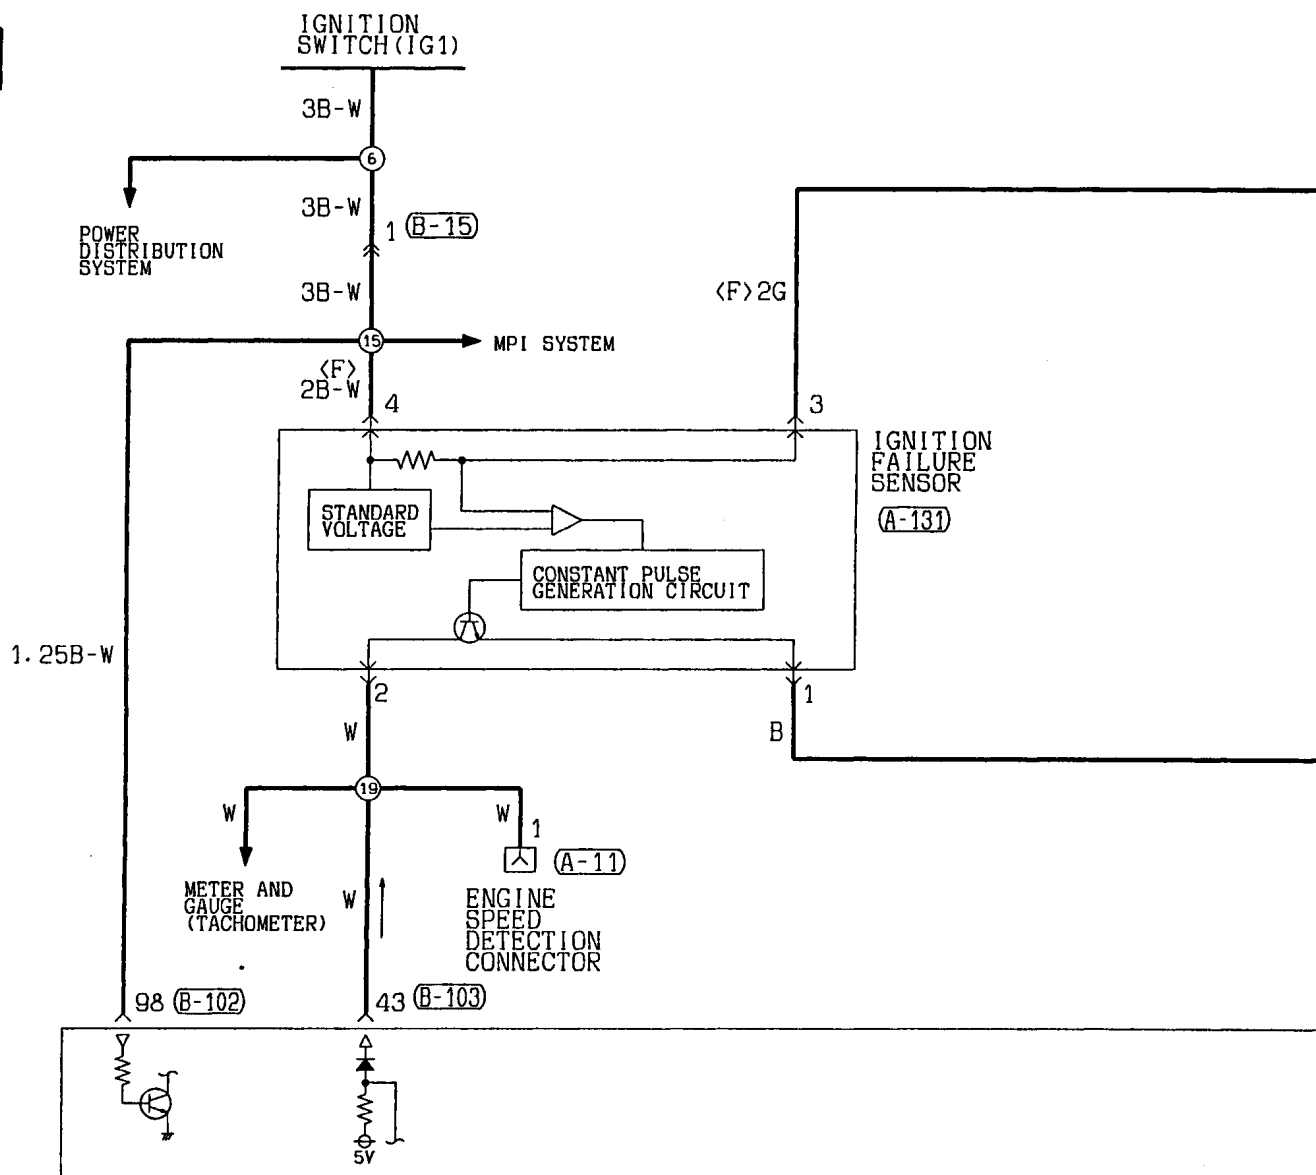 IGNITION
SWITCH(IG1)
3B-W
6
3B-W
1 (B-15)
POWER
DISTRIBUTION
SYSTEM
3B-W
<F>2G
15
MPI SYSTEM
<F>
2B-W
4
3
IGNITION
FAILURE
SENSOR
A-131
STANDARD
VOLTAGE
CONSTANT PULSE
GENERATION CIRCUIT
1.25B-W
2
1
W
B
19
W
W
1
A-11
METER AND
GAUGE
(TACHOMETER)
W
ENGINE
SPEED
DETECTION
CONNECTOR
98 B-102
43 B-103
5V